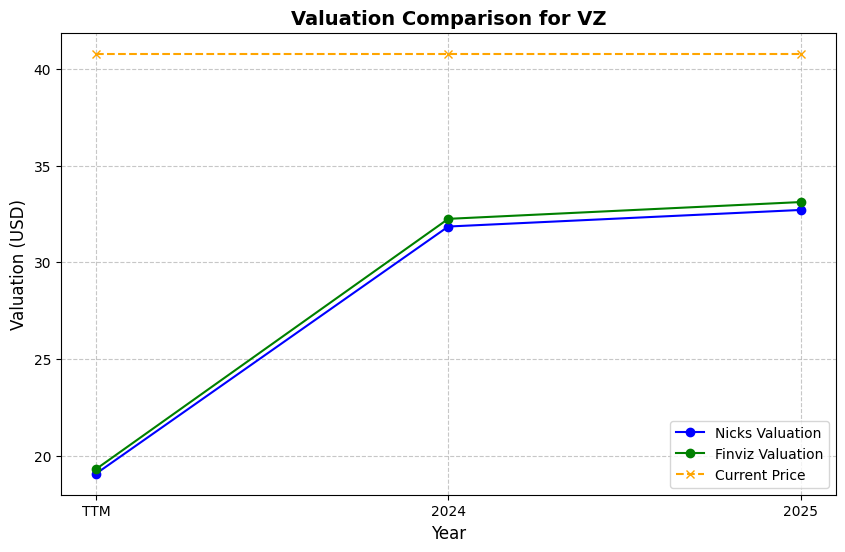 Valuation Comparison for VZ
Valuation (USD)
40
35
30
25
20
TTM
2024
2025
Year
Nicks Valuation
Finviz Valuation
Current Price